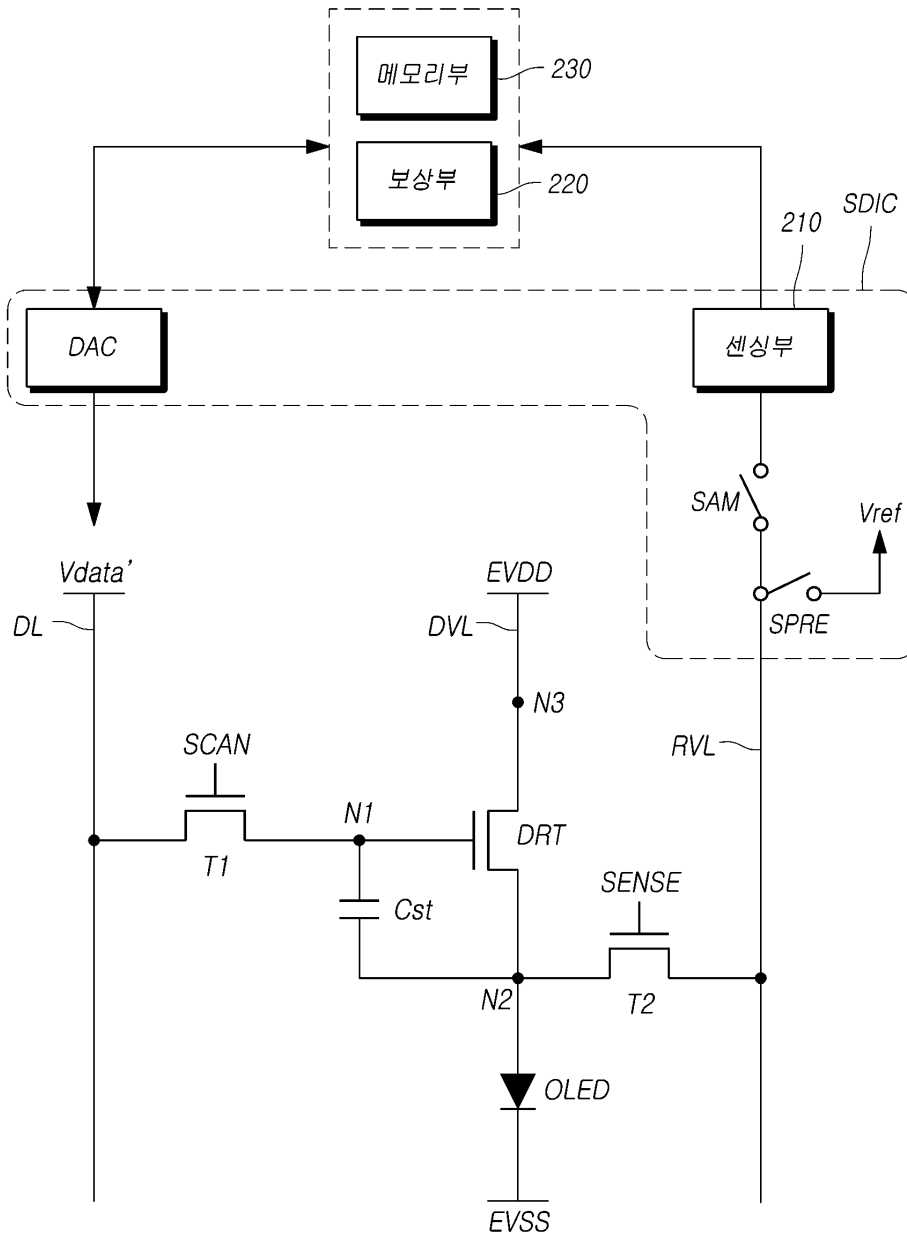 메모리부
230
보상부
220
SDIC
210
DAC
센싱부
SAM
Vref
Vdata'
EVDD
SPRE
DL
DVL
N3
RVL
SCAN
N1
DRT
T1
SENSE
Cst
N2
T2
OLED
EVSS